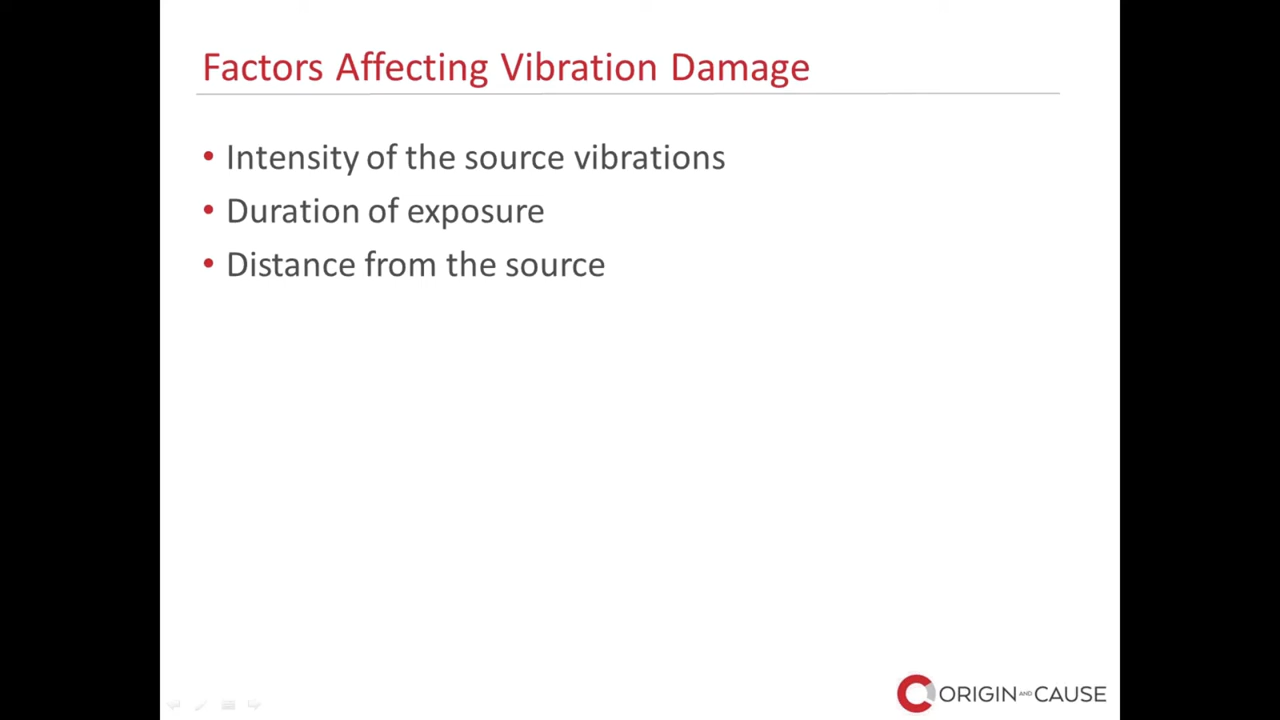 Factors Affecting Vibration Damage
• Intensity of the source vibrations
• Duration of exposure
• Distance from the source
ORIGIN AND CAUSE